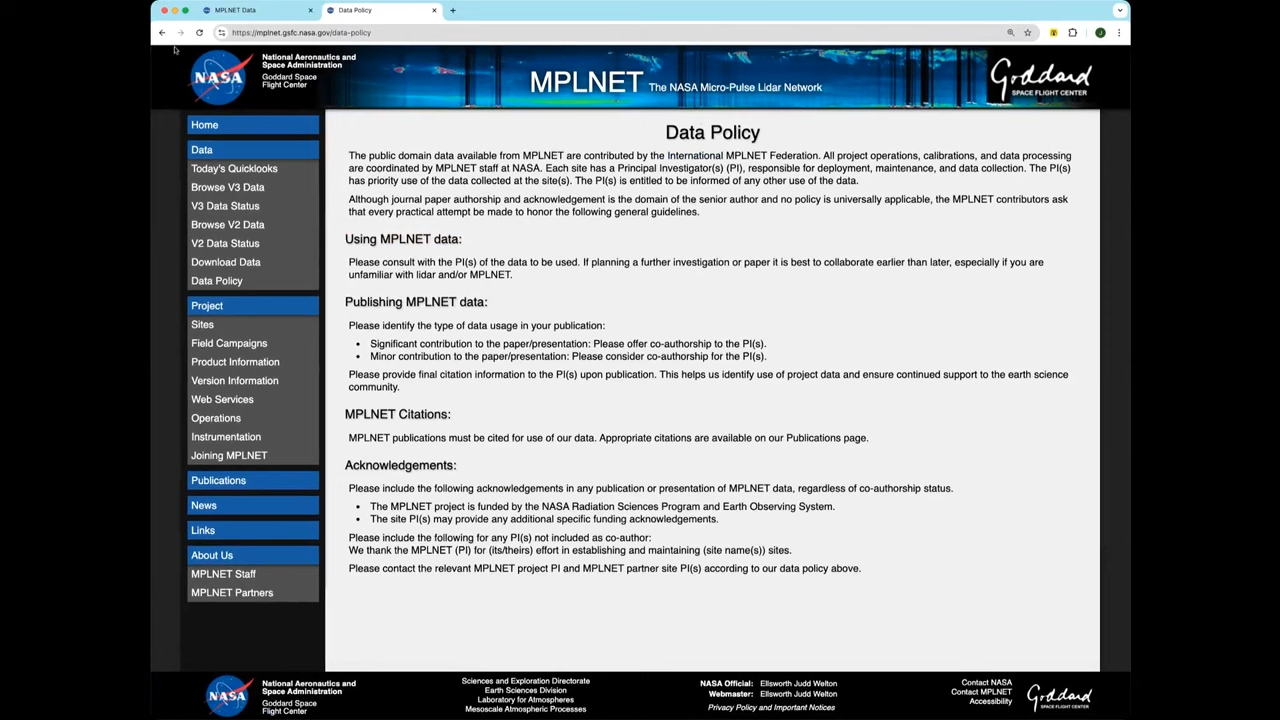 MPLNET Data
Data Policy
https://mplnet.gsfc.nasa.gov/data-policy
NASA
National Aeronautics and
Space Administration
Goddard Space
Flight Center
MPLNET The NASA Micro-Pulse Lidar Network
Goddard
SPACE FLIGHT CENTER
Home
Data
Today's Quicklooks
Browse V3 Data
V3 Data Status
Browse V2 Data
V2 Data Status
Download Data
Data Policy
Project
Sites
Field Campaigns
Product Information
Version Information
Web Services
Operations
Instrumentation
Joining MPLNET
Publications
News
Links
About Us
MPLNET Staff
MPLNET Partners
Data Policy
The public domain data available from MPLNET are contributed by the International MPLNET Federation. All project operations, calibrations, and data processing
are coordinated by MPLNET staff at NASA. Each site has a Principal Investigator(s) (PI), responsible for deployment, maintenance, and data collection. The PI(s)
has priority use of the data collected at the site(s). The PI(s) is entitled to be informed of any other use of the data.
Although journal paper authorship and acknowledgement is the domain of the senior author and no policy is universally applicable, the MPLNET contributors ask
that every practical attempt be made to honor the following general guidelines.
Using MPLNET data:
Please consult with the PI(s) of the data to be used. If planning a further investigation or paper it is best to collaborate earlier than later, especially if you are
unfamiliar with lidar and/or MPLNET.
Publishing MPLNET data:
Please identify the type of data usage in your publication:
• Significant contribution to the paper/presentation: Please offer co-authorship to the PI(s).
• Minor contribution to the paper/presentation: Please consider co-authorship for the PI(s).
Please provide final citation information to the PI(s) upon publication. This helps us identify use of project data and ensure continued support to the earth science
community.
MPLNET Citations:
MPLNET publications must be cited for use of our data. Appropriate citations are available on our Publications page.
Acknowledgements:
Please include the following acknowledgements in any publication or presentation of MPLNET data, regardless of co-authorship status.
• The MPLNET project is funded by the NASA Radiation Sciences Program and Earth Observing System.
• The site PI(s) may provide any additional specific funding acknowledgements.
Please include the following for any PI(s) not included as co-author:
We thank the MPLNET (PI) for (its/theirs) effort in establishing and maintaining (site name(s)) sites.
Please contact the relevant MPLNET project PI and MPLNET partner site PI(s) according to our data policy above.
NASA
National Aeronautics and
Space Administration
Goddard Space
Flight Center
Sciences and Exploration Directorate
Earth Sciences Division
Laboratory for Atmospheres
Mesoscale Atmospheric Processes
NASA Official: Ellsworth Judd Welton
Webmaster: Ellsworth Judd Welton
Privacy Policy and Important Notices
Contact NASA
Contact MPLNET
Accessibility
Goddard
SPACE FLIGHT CENTER